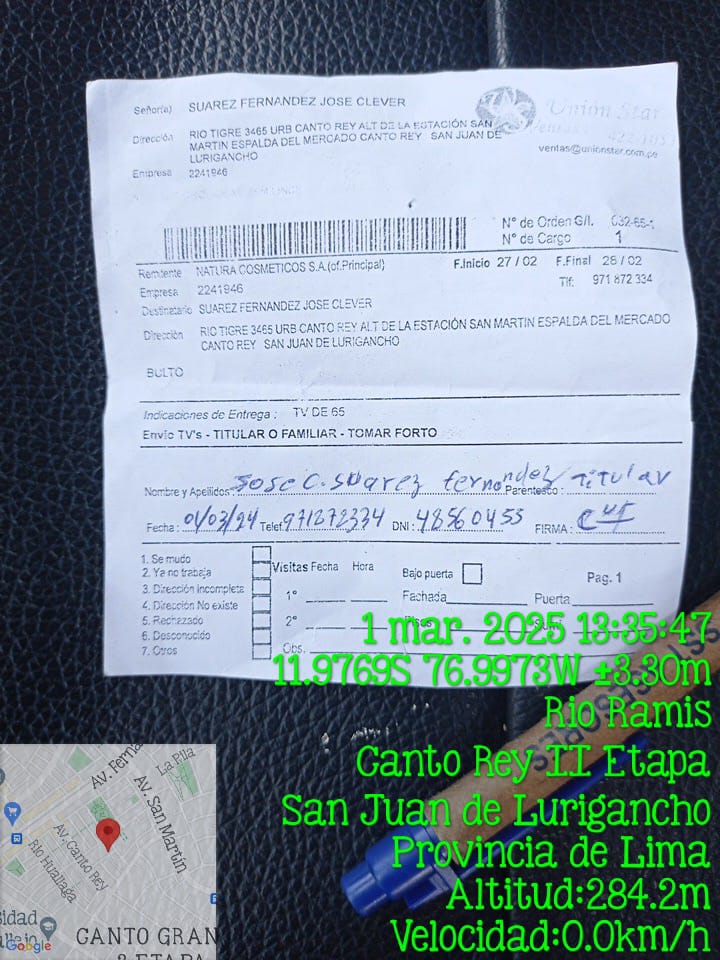 Señor(a) SUAREZ FERNANDEZ JOSE CLEVER
Union Star
Dirección RIO TIGRE 3465 URB CANTO REY ALT DE LA ESTACIÓN SAN
MARTIN ESPALDA DEL MERCADO CANTO REY SAN JUAN DE
LURIGANCHO
ventas@unionstar.com.pe
Empresa 2241946
N° de Orden G/I. 032-65-1
N° de Cargo 1
Remitente NATURA COSMETICOS S.A.(of.Principal) F.Inicio 27 / 02 F.Final 28 / 02
Empresa 2241946 Tlf: 971 872 334
Destinatario SUAREZ FERNANDEZ JOSE CLEVER
Dirección RIO TIGRE 3465 URB CANTO REY ALT DE LA ESTACIÓN SAN MARTIN ESPALDA DEL MERCADO
CANTO REY SAN JUAN DE LURIGANCHO
BULTO
Indicaciones de Entrega : TV DE 65
Envio TV's - TITULAR O FAMILIAR - TOMAR FORTO
Nombre y Apellidos: Jose C. Suarez fernandez Parentesco : Titular
Fecha : 01/03/24 Telef. 971872334 DNI : 48560453 FIRMA :
1. Se mudo
2. Ya no trabaja
3. Dirección incompleta
4. Dirección No existe
5. Rechazado
6. Desconocido
7. Otros
Visitas Fecha Hora Bajo puerta Pag. 1
1° Fachada Puerta
2° Pisos Sumi
Obs.
1 mar. 2025 13:35:47
11.9769S 76.9973W ±3.30m
Rio Ramis
Canto Rey II Etapa
San Juan de Lurigancho
Provincia de Lima
Altitud:284.2m
Velocidad:0.0km/h
La Pila
Av. San Martin
Av. Canto Rey
Rio Huallaga
CANTO GRAN
Google